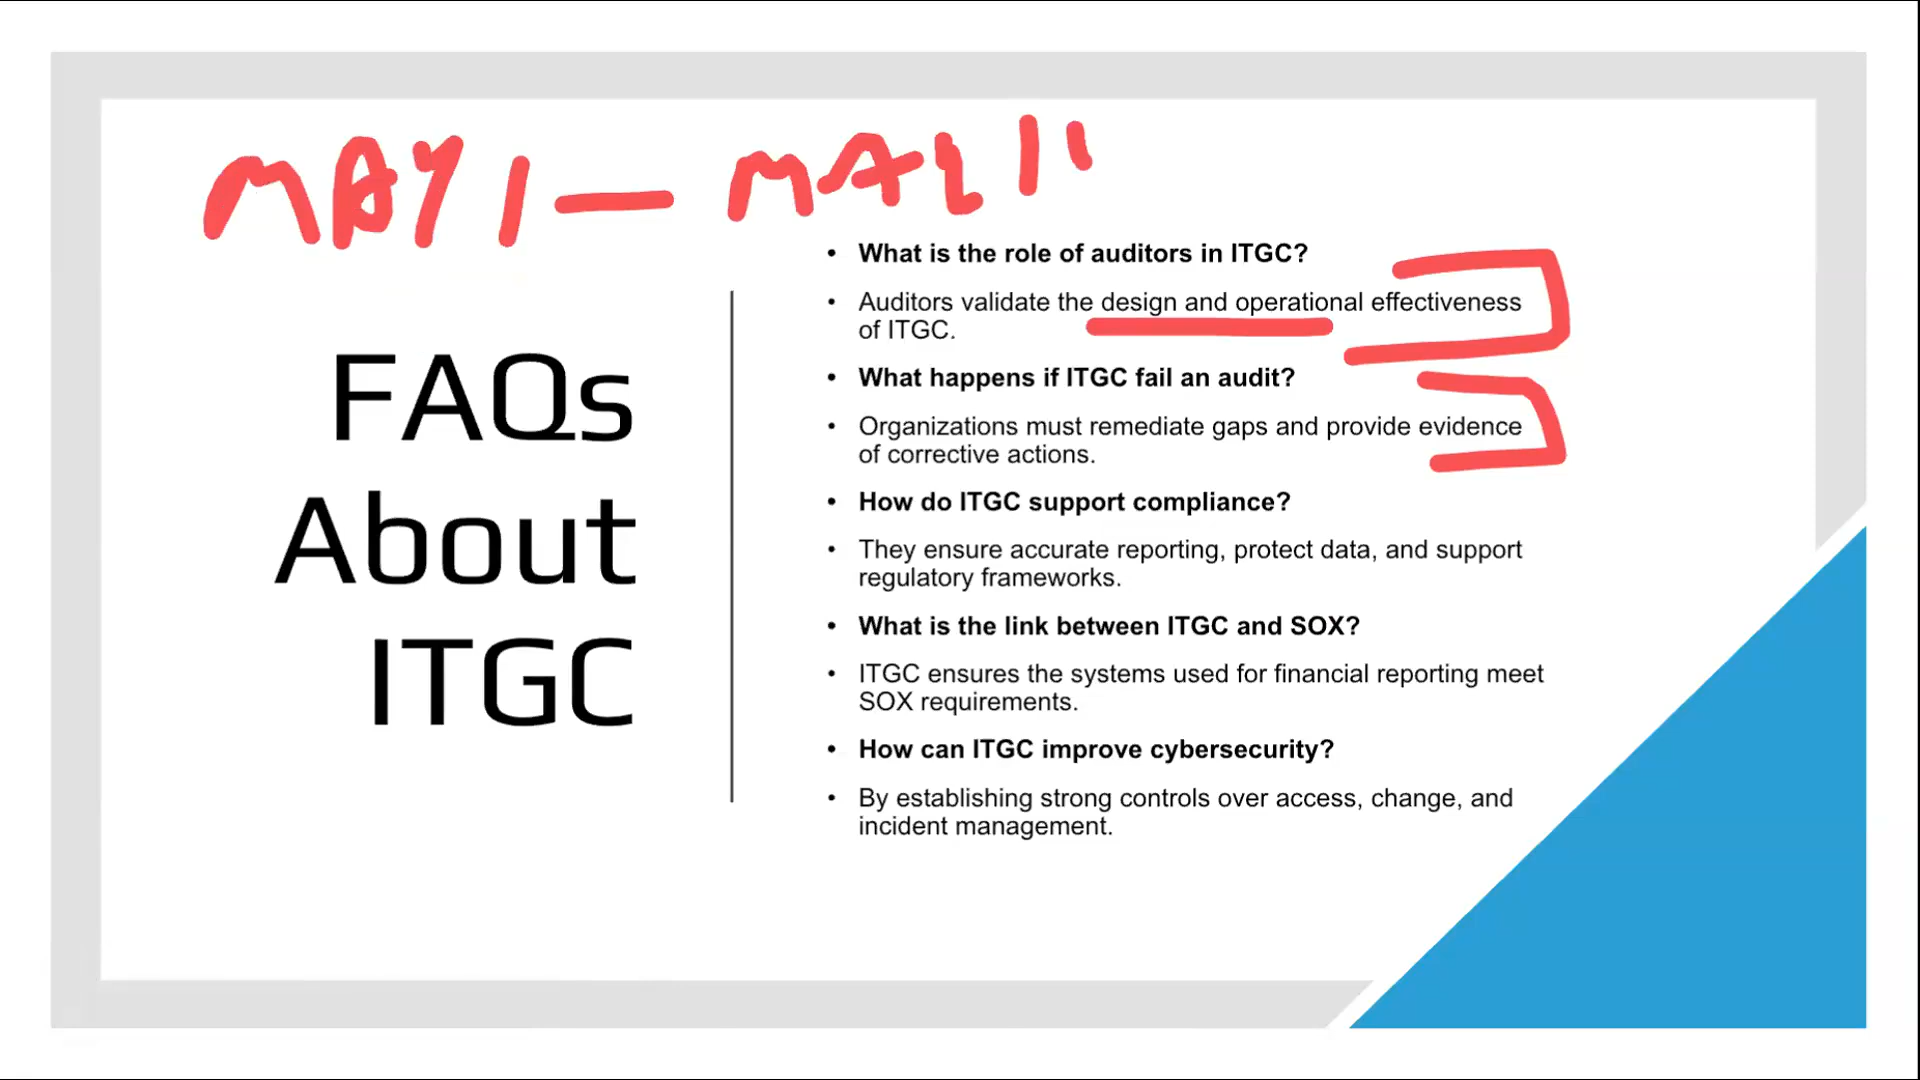 MAY 1 —
• What is the role of auditors in ITGC?
• Auditors validate the design and operational effectiveness
of ITGC.
• What happens if ITGC fail an audit?
• Organizations must remediate gaps and provide evidence
of corrective actions.
• How do ITGC support compliance?
• They ensure accurate reporting, protect data, and support
regulatory frameworks.
• What is the link between ITGC and SOX?
• ITGC ensures the systems used for financial reporting meet
SOX requirements.
• How can ITGC improve cybersecurity?
• By establishing strong controls over access, change, and
incident management.
FAQs
About
ITGC